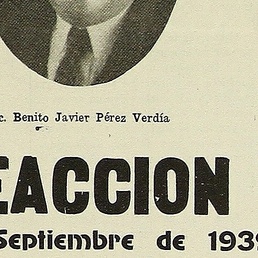 c. Benito Javier Pérez Verdía
EACCION
Septiembre de 193